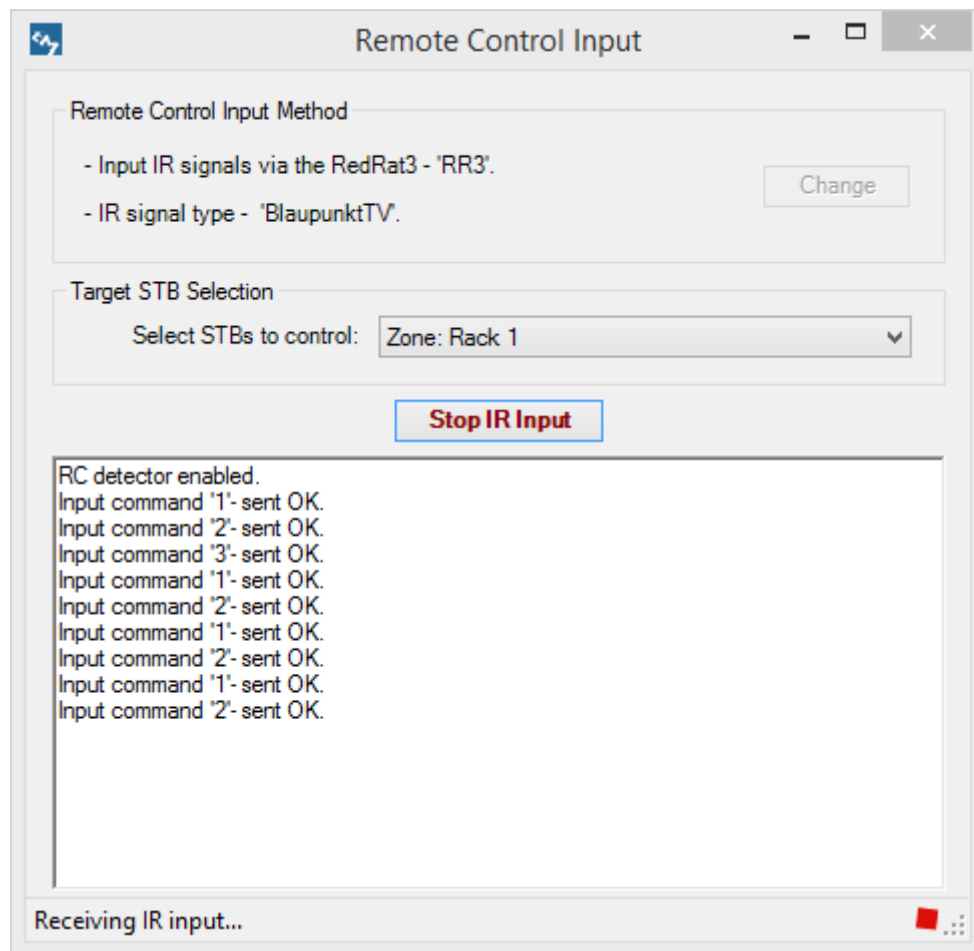 Remote Control Input
Remote Control Input Method
- Input IR signals via the RedRat3 - 'RR3'.
- IR signal type -  'BlaupunktTV'.
Change
Target STB Selection
Select STBs to control:
Zone: Rack 1
Stop IR Input
RC detector enabled.
Input command '1'- sent OK.
Input command '2'- sent OK.
Input command '3'- sent OK.
Input command '1'- sent OK.
Input command '2'- sent OK.
Input command '1'- sent OK.
Input command '2'- sent OK.
Input command '1'- sent OK.
Input command '2'- sent OK.
Receiving IR input...